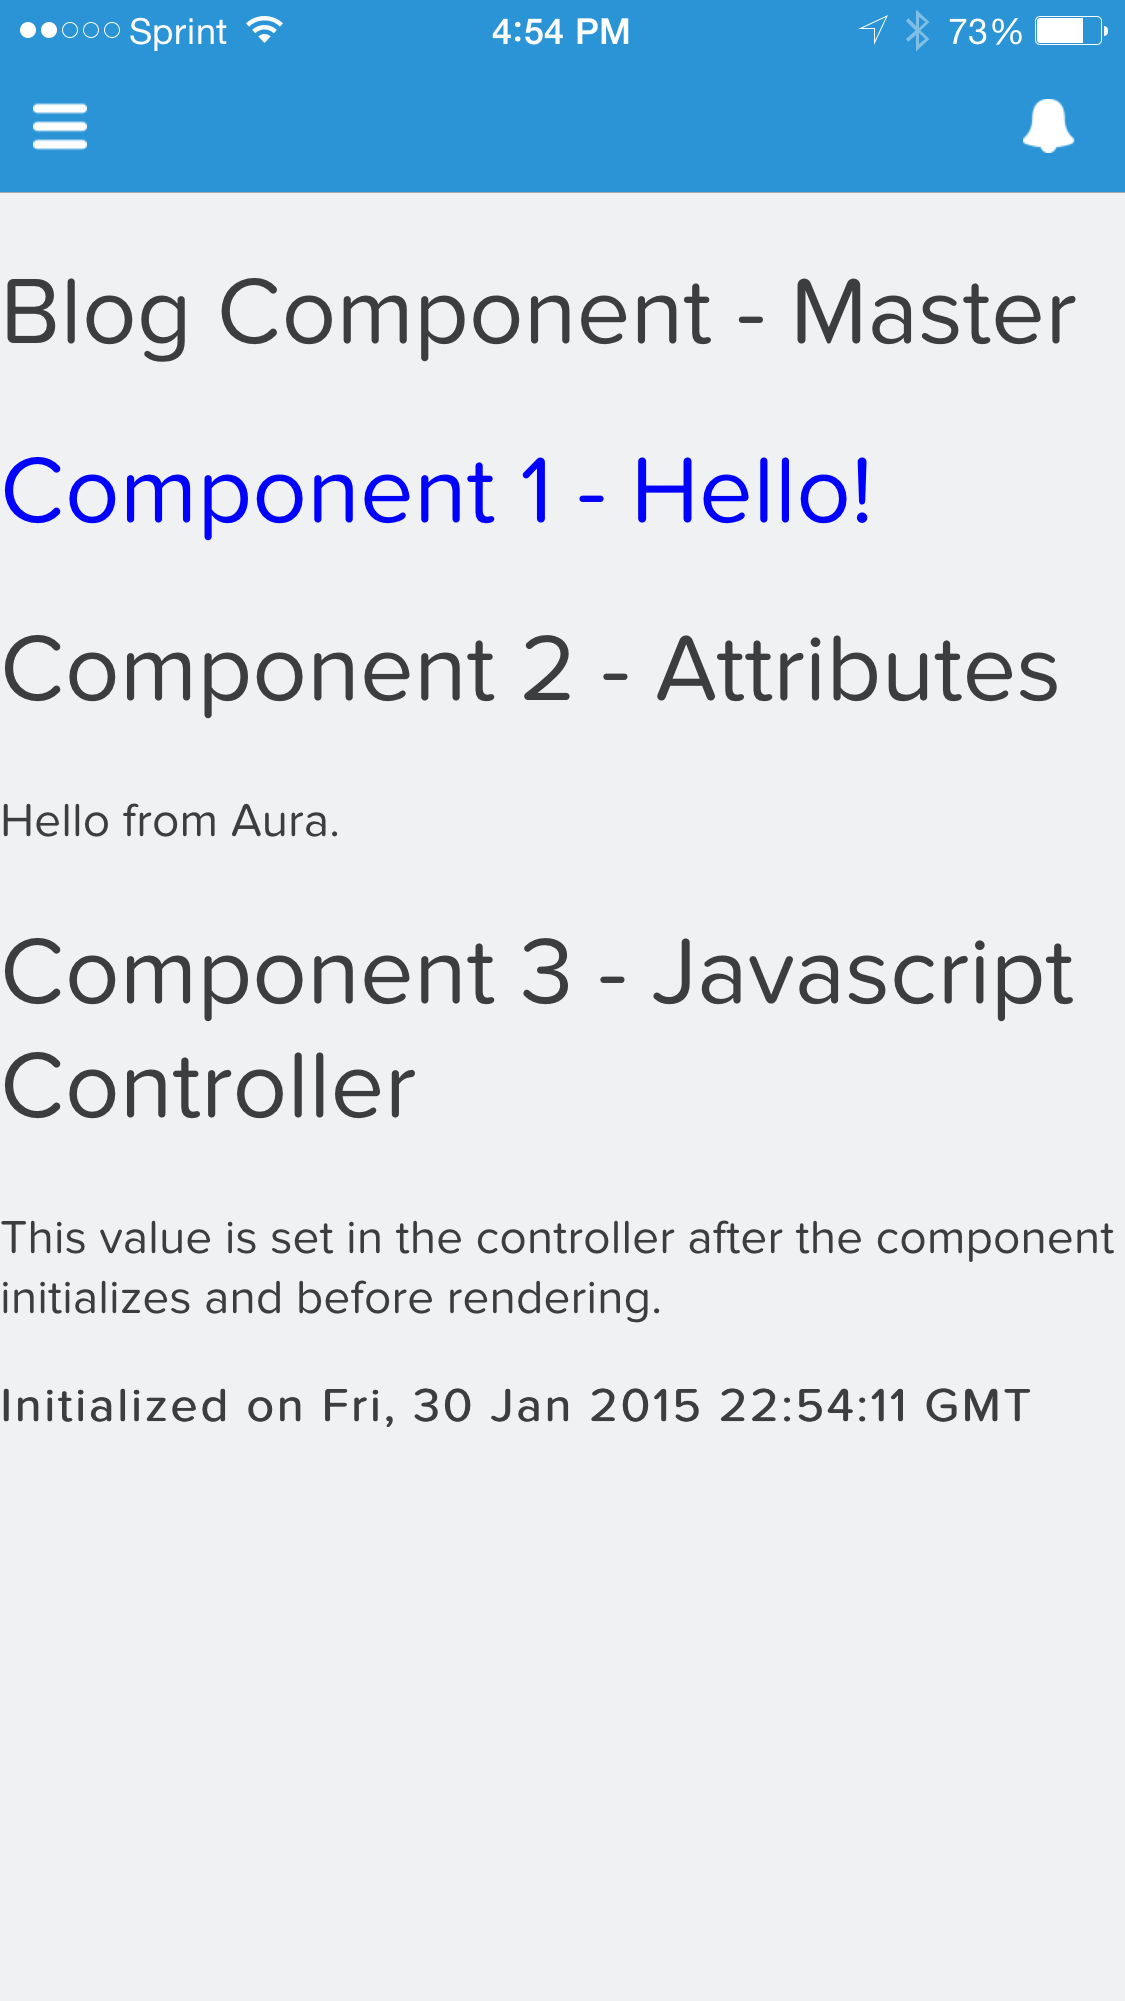 Sprint 4:54 PM 73%
Blog Component - Master
Component 1 - Hello!
Component 2 - Attributes
Hello from Aura.
Component 3 - Javascript
Controller
This value is set in the controller after the component
initializes and before rendering.
Initialized on Fri, 30 Jan 2015 22:54:11 GMT